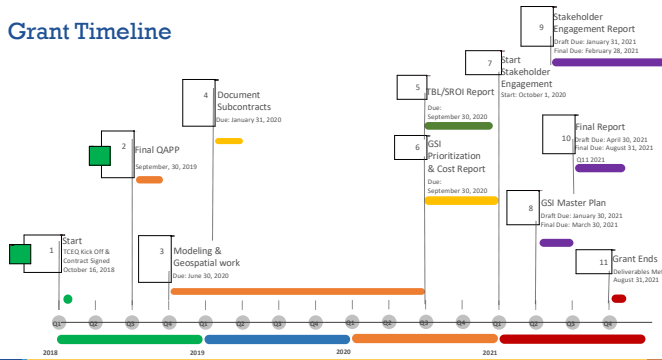 Grant Timeline
9
Stakeholder
Engagement Report
Draft Due: January 31, 2021
Final Due: February 28, 2021
7
Start
Stakeholder
Engagement
Start: October 1, 2020
5
TBL/SROI Report
Due:
September 30, 2020
4
Document
Subcontracts
Due: January 31, 2020
10
Final Report
Draft Due: April 30, 2021
Final Due: August 31, 2021
Q11 2021
2
Final QAPP
September, 30, 2019
6
GSI
Prioritization
& Cost Report
Due:
September 30, 2020
8
GSI Master Plan
Draft Due: January 30, 2021
Final Due: March 30, 2021
1
Start
TCEQ Kick Off &
Contract Signed
October 16, 2018
3
Modeling &
Geospatial work
Due: June 30, 2020
11
Grant Ends
Deliverables Met
August 31,2021
Q1 Q2 Q3 Q4 Q1 Q2 Q3 Q4 Q1 Q2 Q3 Q4 Q1 Q2 Q3 Q4
2018 2019 2020 2021